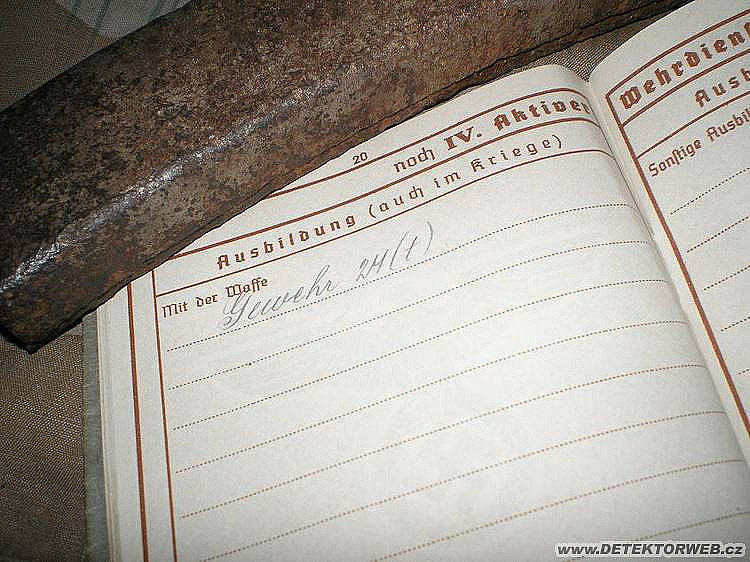 20
noch IV. Aktiver
Ausbildung (auch im Kriege)
Mit der Waffe
Gewehr 24(t)
Wehrdienst
Ausb
Sonstige Ausbil
www.DETEKTORWEB.cz